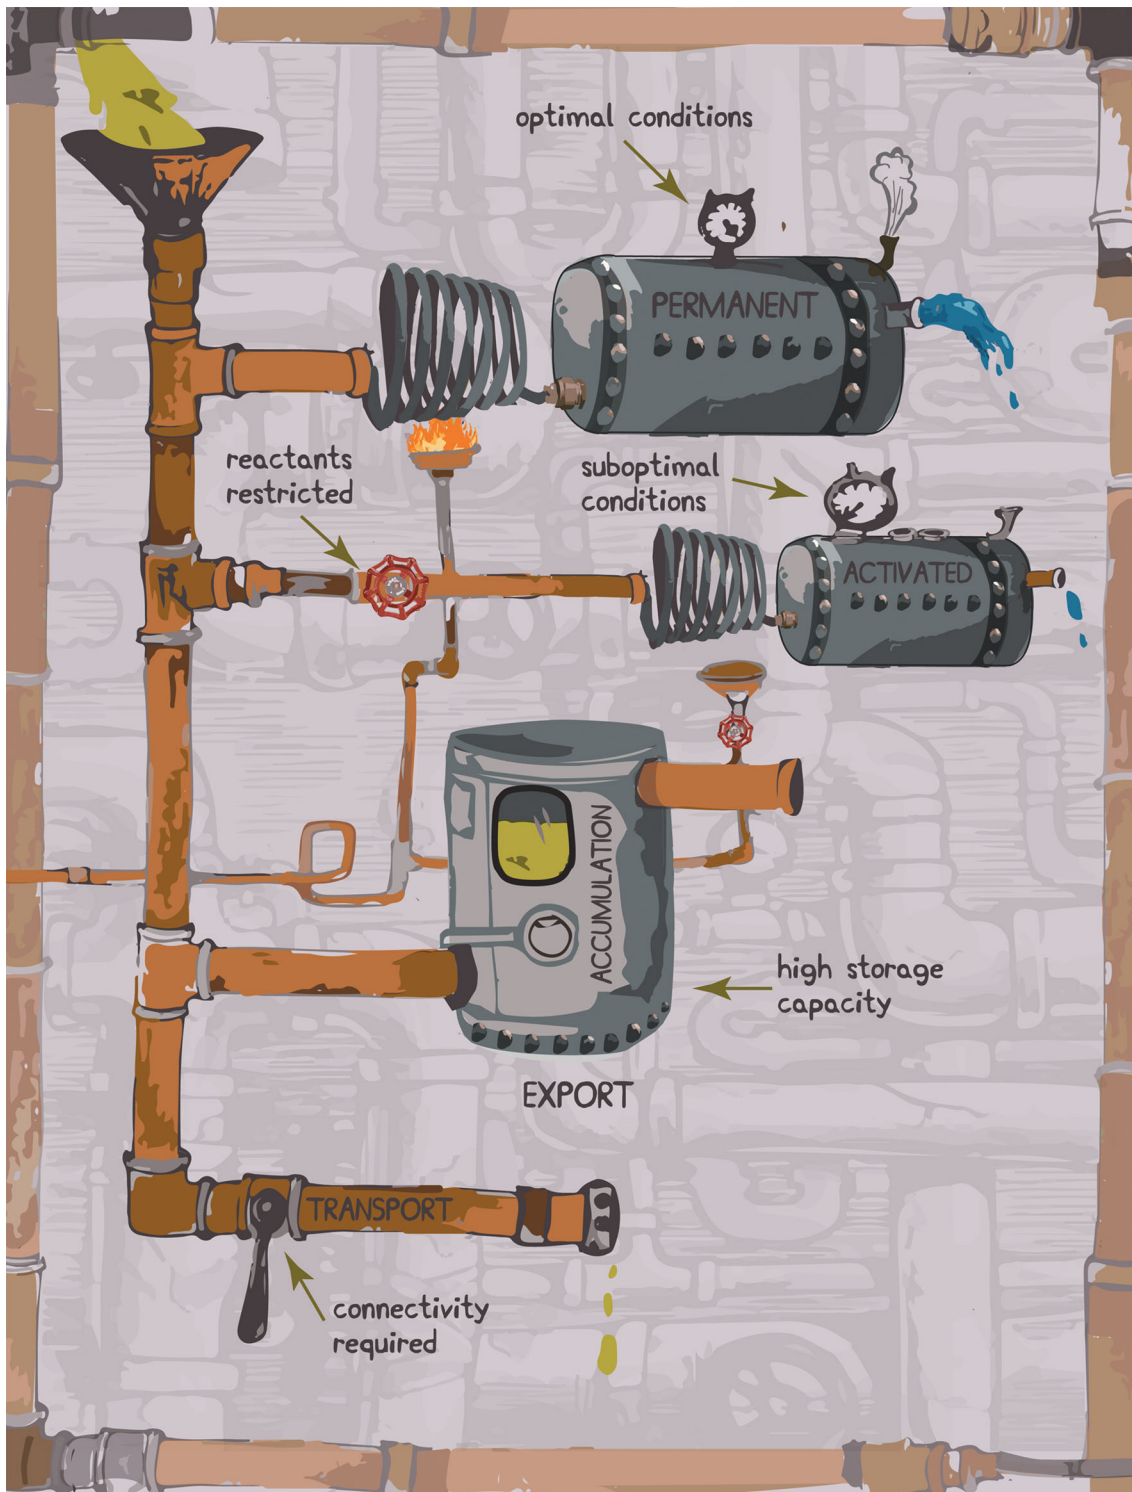 optimal conditions
PERMANENT
reactants
restricted
suboptimal
conditions
ACTIVATED
ACCUMULATION
high storage
capacity
EXPORT
TRANSPORT
connectivity
required